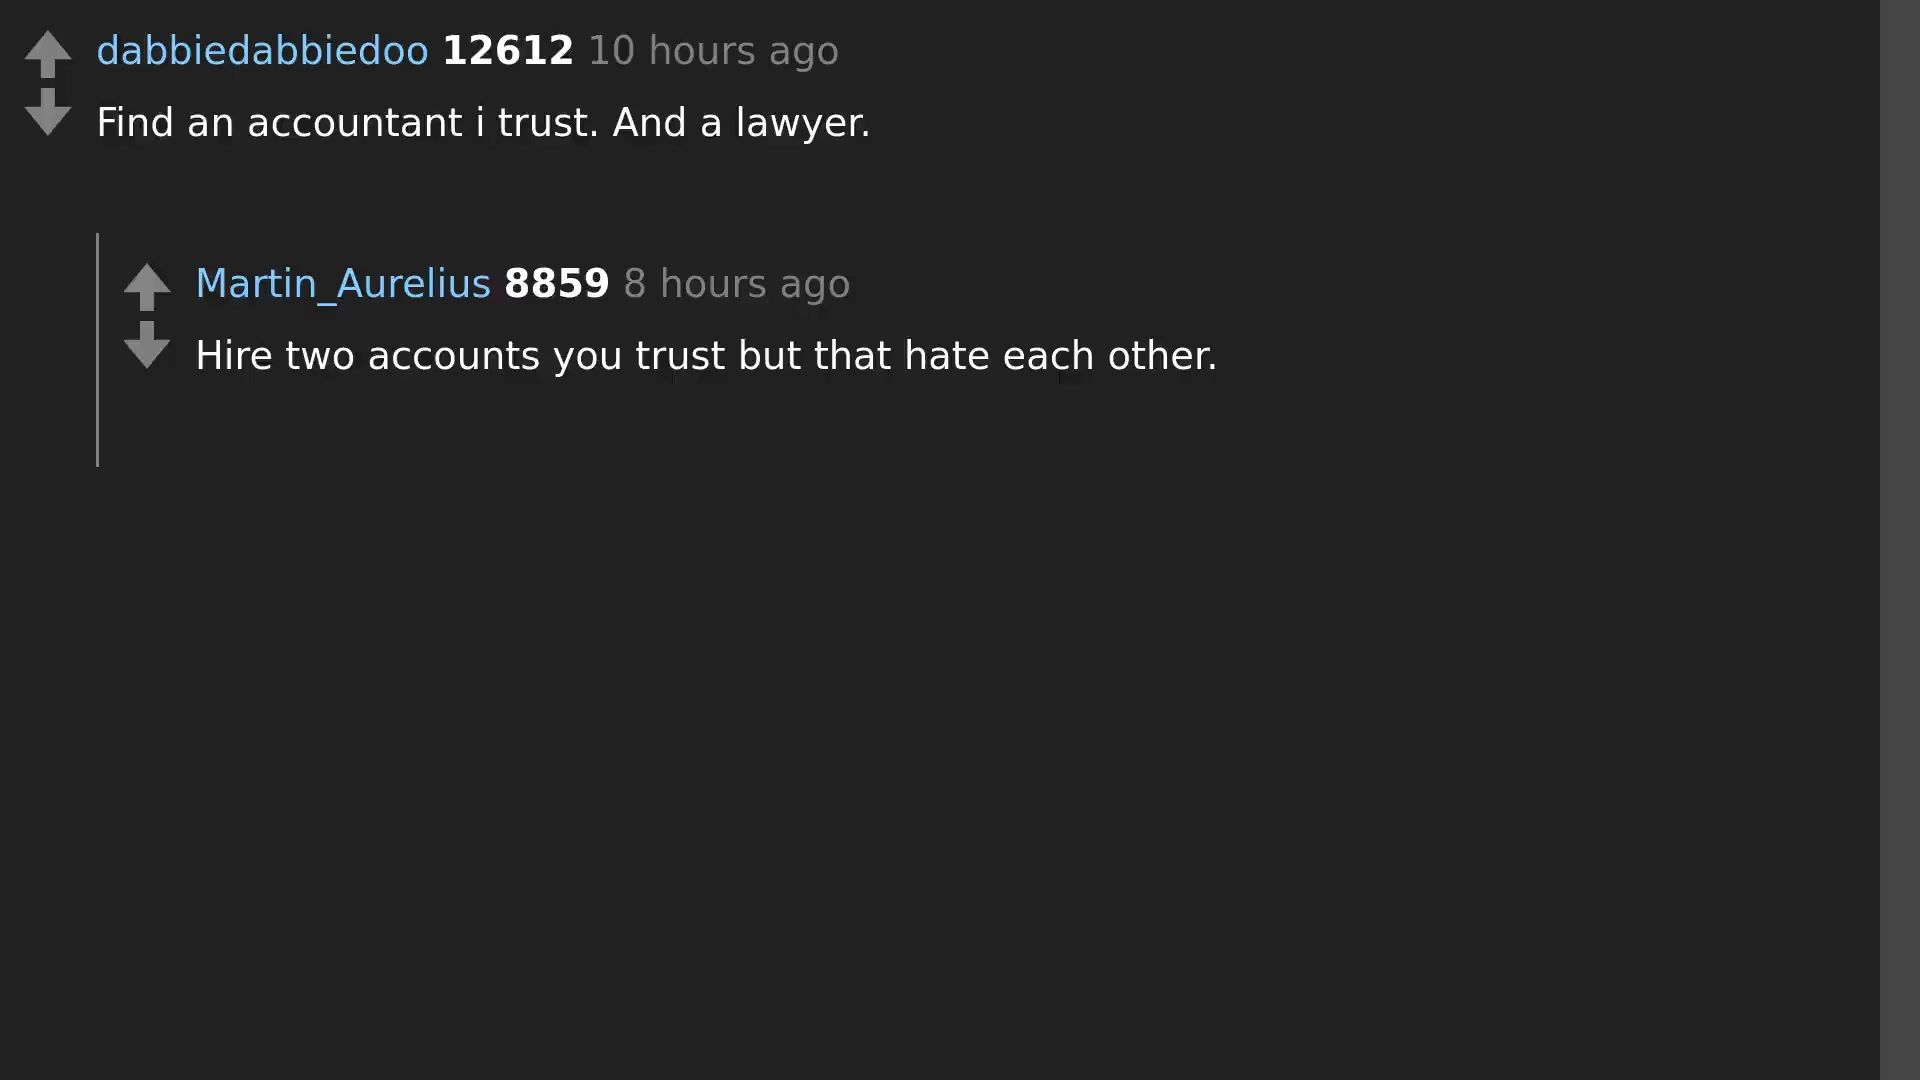 dabbiedabbiedoo 12612 10 hours ago
Find an accountant i trust. And a lawyer.
Martin_Aurelius 8859 8 hours ago
Hire two accounts you trust but that hate each other.